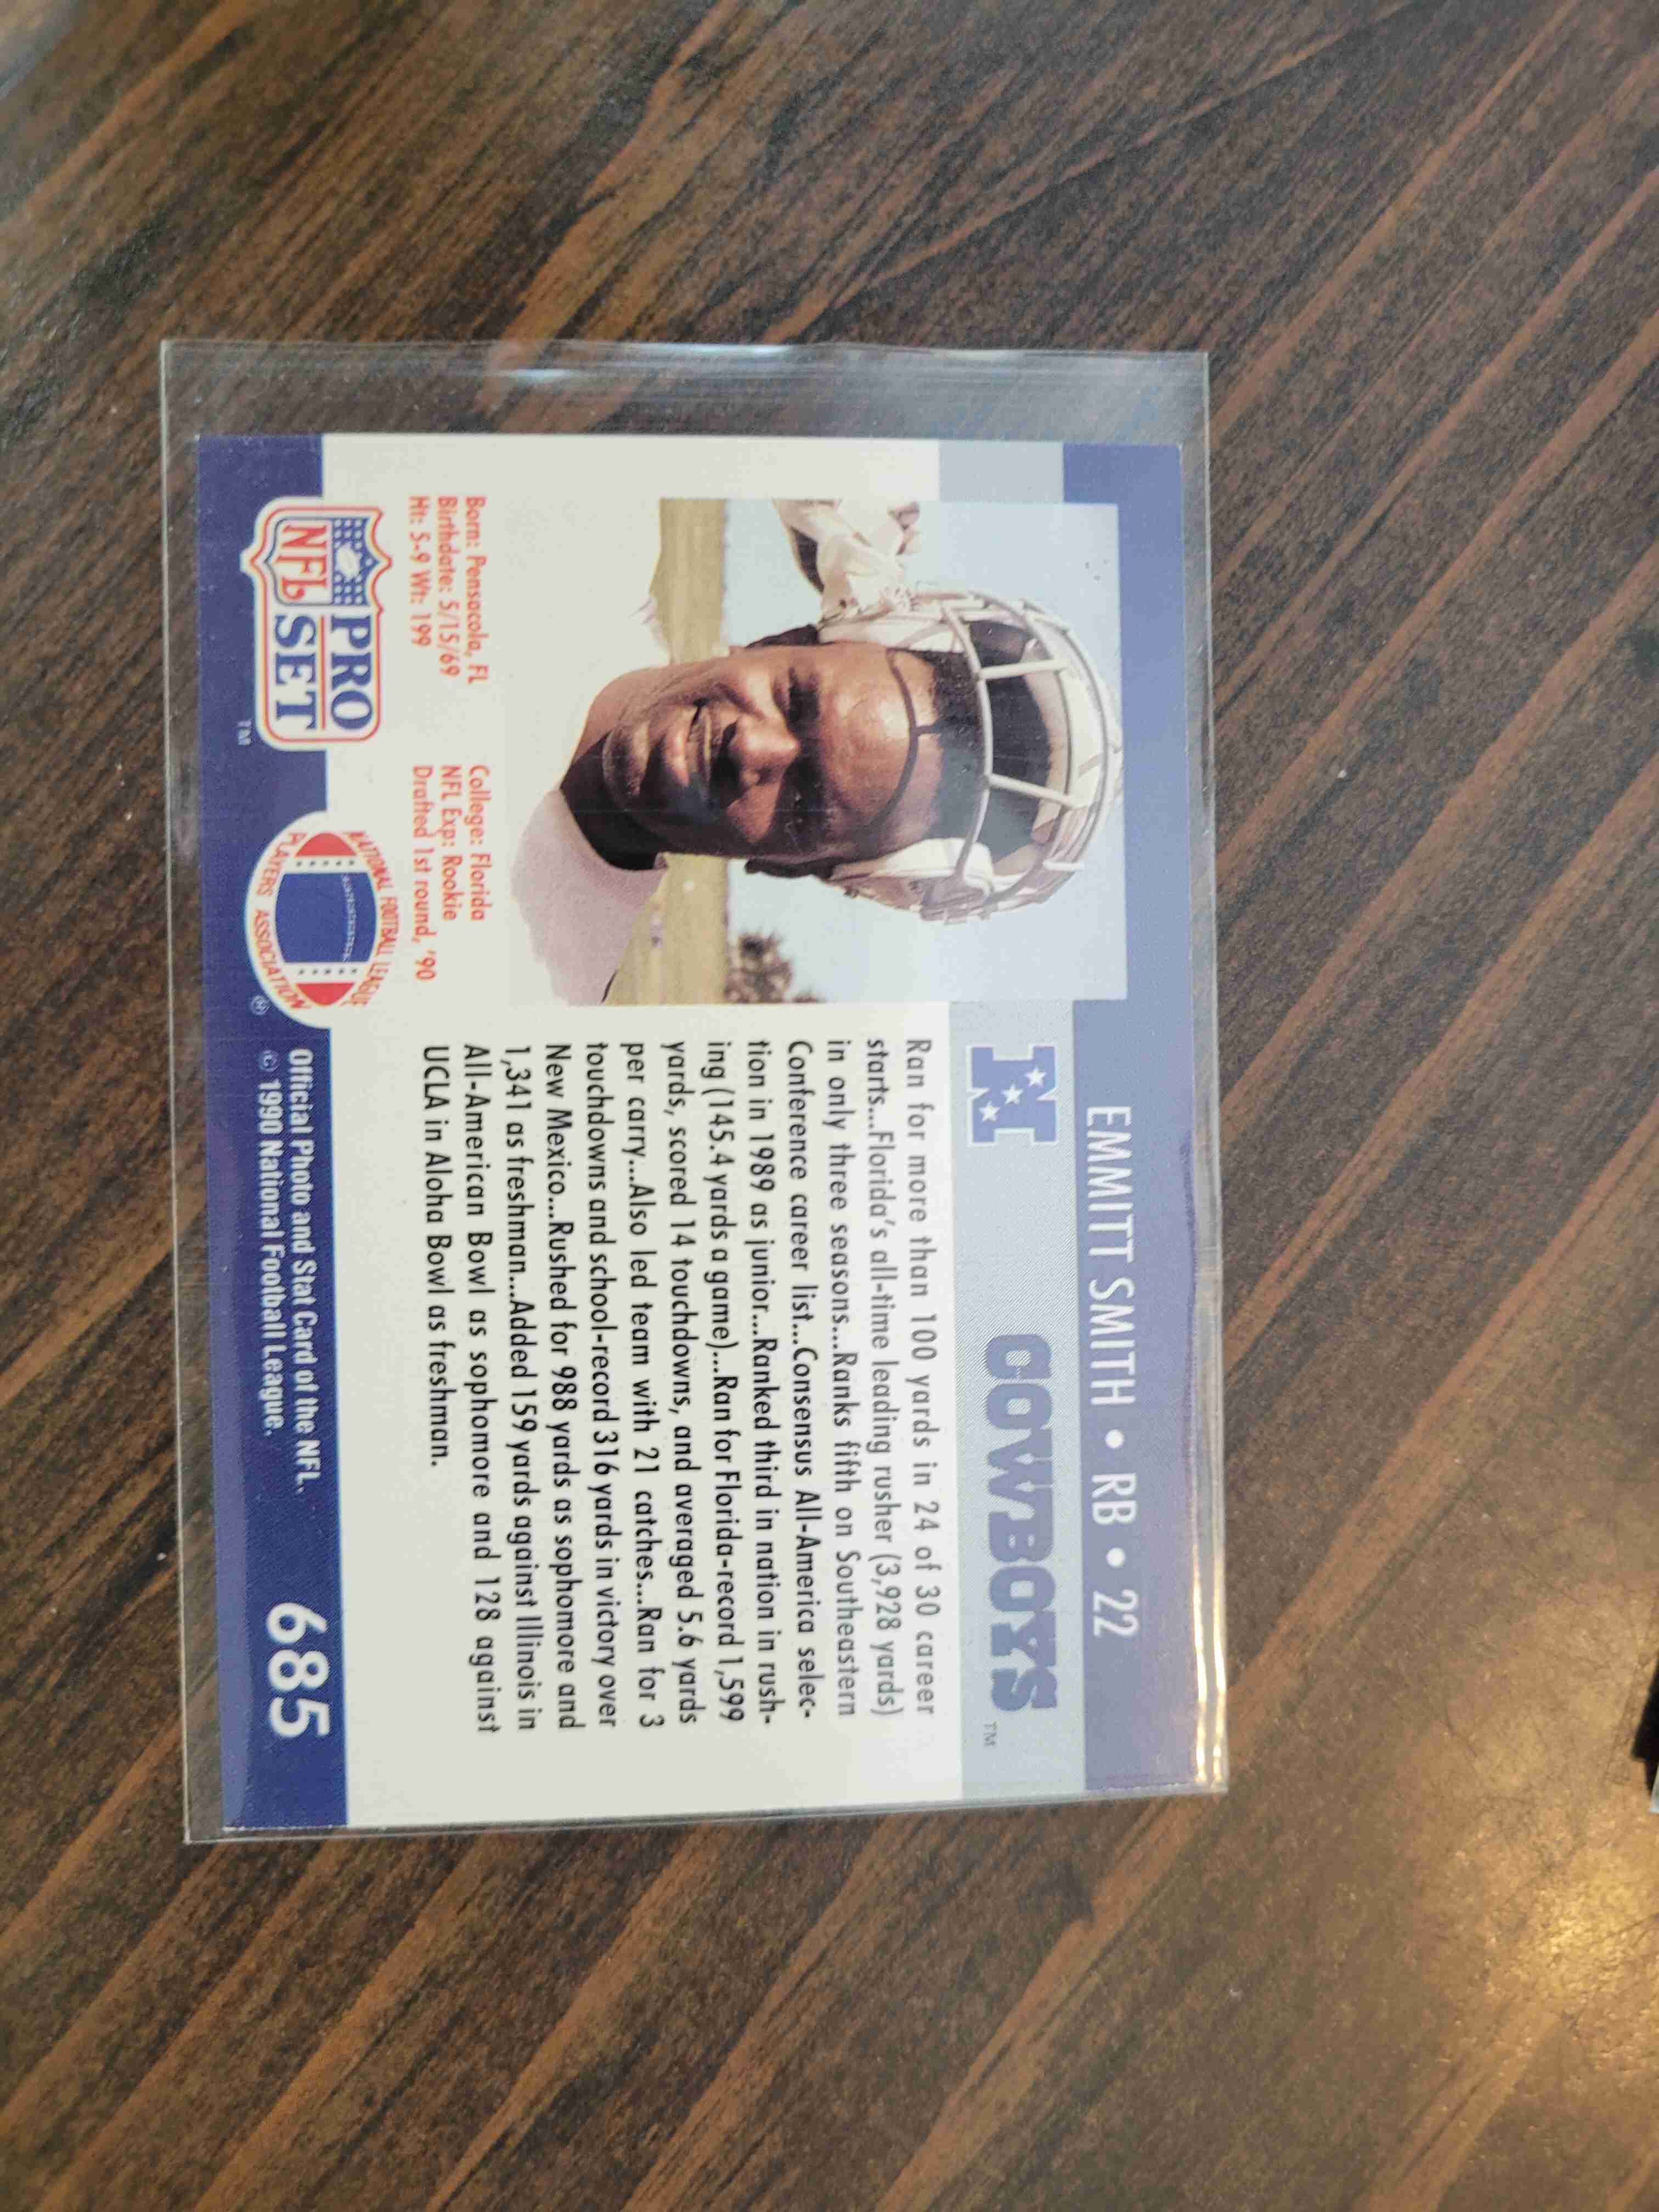 EMMITT SMITH • RB • 22
N
COWBOYS™
Ran for more than 100 yards in 24 of 30 career
starts...Florida's all-time leading rusher (3,928 yards)
in only three seasons...Ranks fifth on Southeastern
Conference career list...Consensus All-America selec-
tion in 1989 as junior...Ranked third in nation in rush-
ing (145.4 yards a game)...Ran for Florida-record 1,599
yards, scored 14 touchdowns, and averaged 5.6 yards
per carry...Also led team with 21 catches...Ran for 3
touchdowns and school-record 316 yards in victory over
New Mexico...Rushed for 988 yards as sophomore and
1,341 as freshman...Added 159 yards against Illinois in
All-American Bowl as sophomore and 128 against
UCLA in Aloha Bowl as freshman.
Born: Pensacola, FL
Birthdate: 5/15/69
Ht: 5-9 Wt: 199
College: Florida
NFL Exp: Rookie
Drafted 1st round, '90
NFL PRO SET ™
NATIONAL FOOTBALL LEAGUE
PLAYERS ASSOCIATION ®
Official Photo and Stat Card of the NFL.
© 1990 National Football League.
685